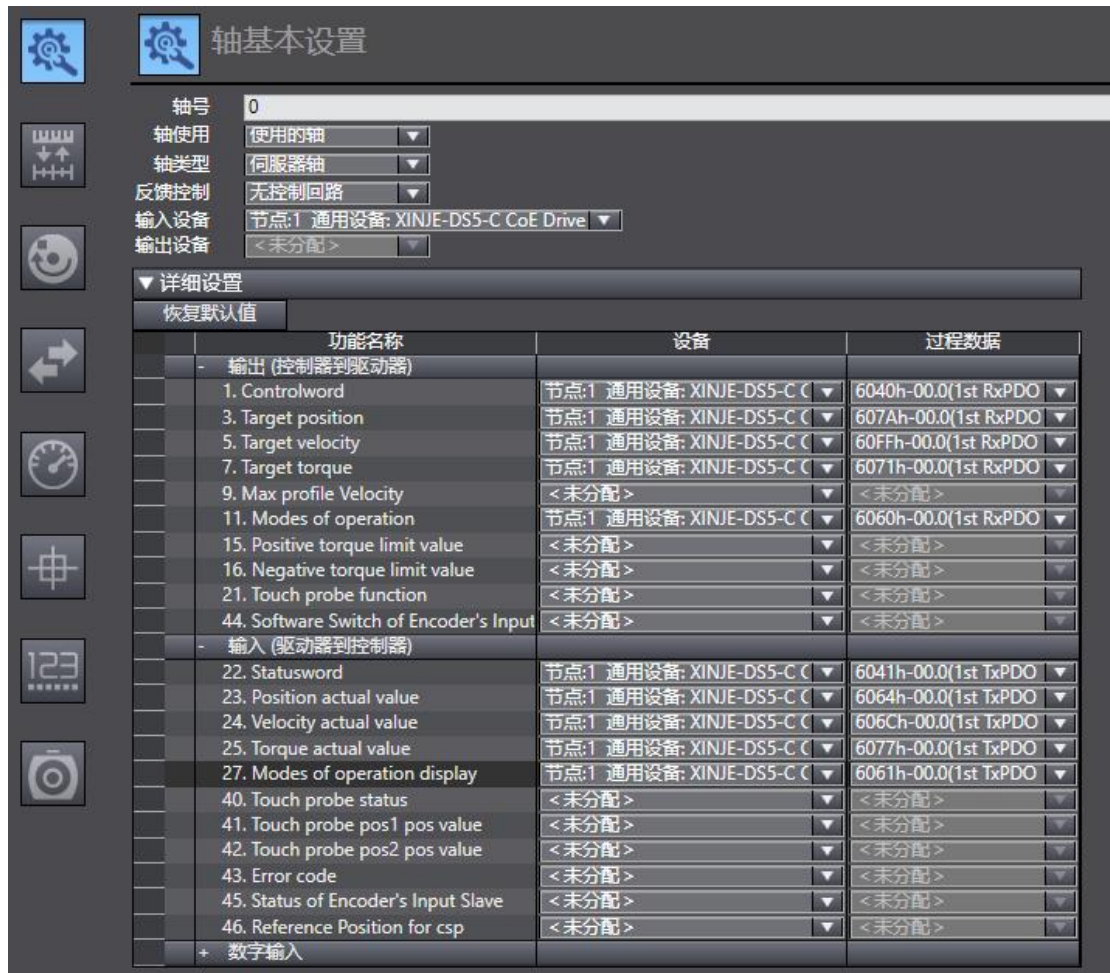 轴基本设置
轴号 0
轴使用 使用的轴
轴类型 伺服器轴
反馈控制 无控制回路
输入设备 节点:1 通用设备: XINJE-DS5-C CoE Drive
输出设备 <未分配>
详细设置
恢复默认值
功能名称 设备 过程数据
- 输出 (控制器到驱动器)
1. Controlword 节点:1 通用设备: XINJE-DS5-C ( 6040h-00.0(1st RxPDO
3. Target position 节点:1 通用设备: XINJE-DS5-C ( 607Ah-00.0(1st RxPDO
5. Target velocity 节点:1 通用设备: XINJE-DS5-C ( 60FFh-00.0(1st RxPDO
7. Target torque 节点:1 通用设备: XINJE-DS5-C ( 6071h-00.0(1st RxPDO
9. Max profile Velocity <未分配> <未分配>
11. Modes of operation 节点:1 通用设备: XINJE-DS5-C ( 6060h-00.0(1st RxPDO
15. Positive torque limit value <未分配> <未分配>
16. Negative torque limit value <未分配> <未分配>
21. Touch probe function <未分配> <未分配>
44. Software Switch of Encoder's Input <未分配> <未分配>
- 输入 (驱动器到控制器)
22. Statusword 节点:1 通用设备: XINJE-DS5-C ( 6041h-00.0(1st TxPDO
23. Position actual value 节点:1 通用设备: XINJE-DS5-C ( 6064h-00.0(1st TxPDO
24. Velocity actual value 节点:1 通用设备: XINJE-DS5-C ( 606Ch-00.0(1st TxPDO
25. Torque actual value 节点:1 通用设备: XINJE-DS5-C ( 6077h-00.0(1st TxPDO
27. Modes of operation display 节点:1 通用设备: XINJE-DS5-C ( 6061h-00.0(1st TxPDO
40. Touch probe status <未分配> <未分配>
41. Touch probe pos1 pos value <未分配> <未分配>
42. Touch probe pos2 pos value <未分配> <未分配>
43. Error code <未分配> <未分配>
45. Status of Encoder's Input Slave <未分配> <未分配>
46. Reference Position for csp <未分配> <未分配>
+ 数字输入
123